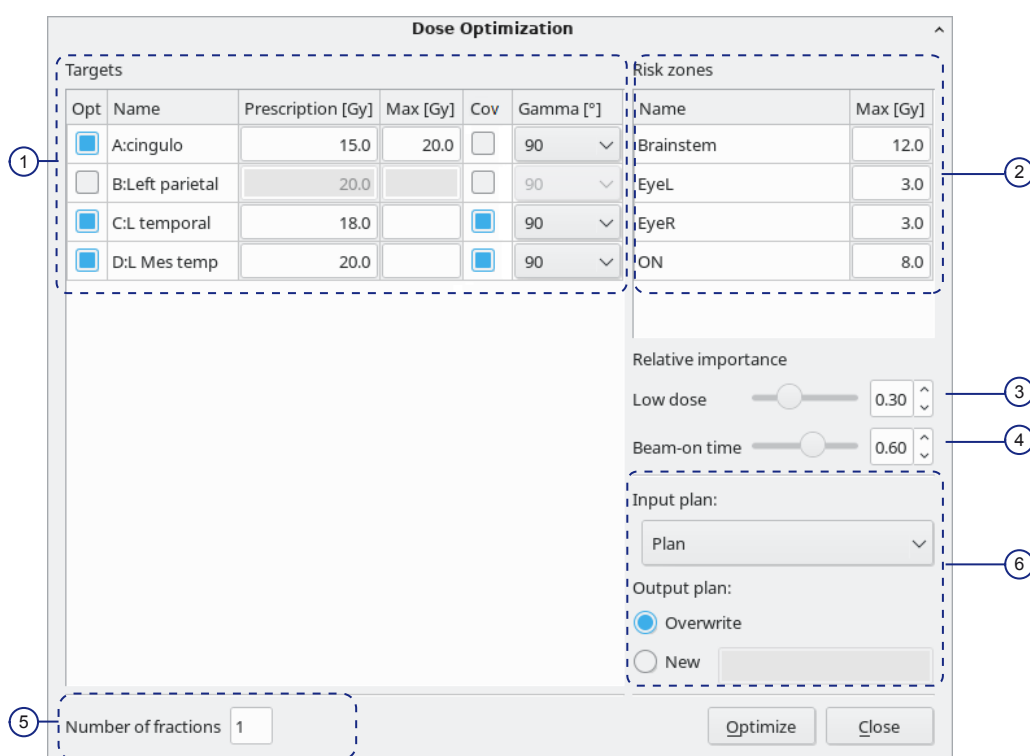 Dose Optimization
Targets
Opt Name Prescription [Gy] Max [Gy] Cov Gamma [°]
A:cingulo 15.0 20.0 90
B:Left parietal 20.0 90
C:L temporal 18.0 90
D:L Mes temp 20.0 90
1
Risk zones
Name Max [Gy]
Brainstem 12.0
EyeL 3.0
EyeR 3.0
ON 8.0
2
Relative importance
Low dose 0.30 3
Beam-on time 0.60 4
Input plan:
Plan
6
Output plan:
Overwrite
New
5 Number of fractions 1
Optimize Close